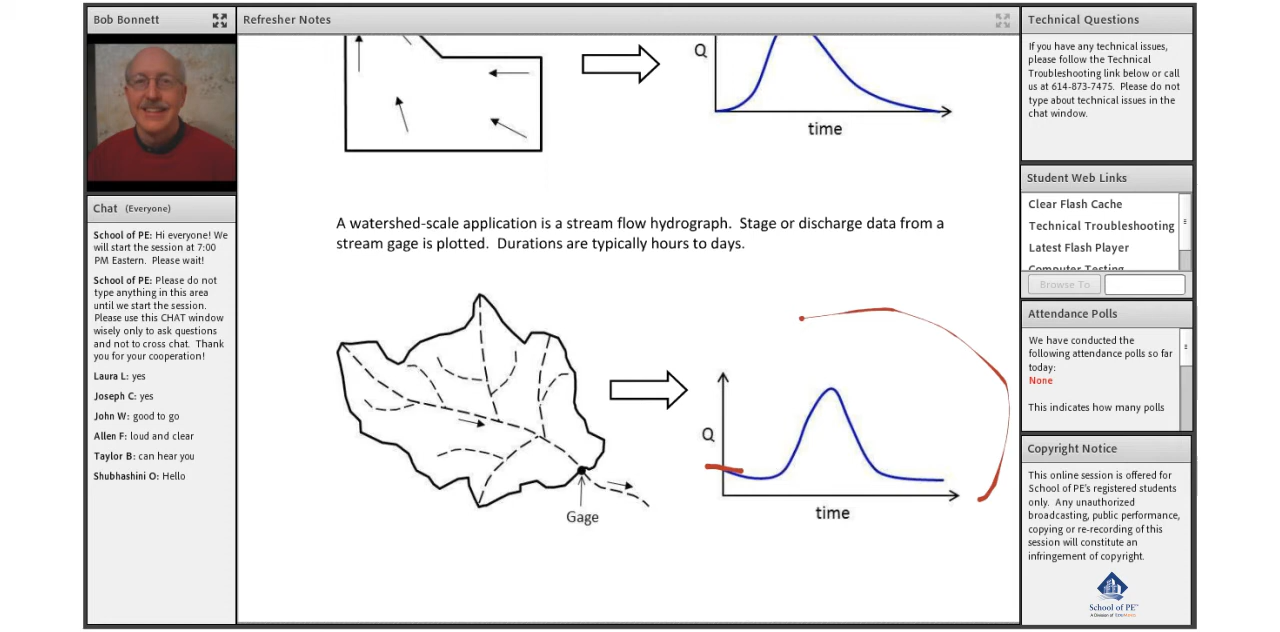 Bob Bonnett
Refresher Notes
Technical Questions
Q
time
A watershed-scale application is a stream flow hydrograph. Stage or discharge data from a
stream gage is plotted. Durations are typically hours to days.
Q
Gage
time
Chat (Everyone)
School of PE: Hi everyone! We
will start the session at 7:00
PM Eastern. Please wait!
School of PE: Please do not
type anything in this area
until we start the session.
Please use this CHAT window
wisely only to ask questions
and not to cross chat. Thank
you for your cooperation!
Laura L: yes
Joseph C: yes
John W: good to go
Allen F: loud and clear
Taylor B: can hear you
Shubhashini O: Hello
If you have any technical issues,
please follow the Technical
Troubleshooting link below or call
us at 614-873-7475. Please do not
type about technical issues in the
chat window.
Student Web Links
Clear Flash Cache
Technical Troubleshooting
Latest Flash Player
Computer Testing
Browse To
Attendance Polls
We have conducted the
following attendance polls so far
today:
None
This indicates how many polls
Copyright Notice
This online session is offered for
School of PE's registered students
only. Any unauthorized
broadcasting, public performance,
copying or re-recording of this
session will constitute an
infringement of copyright.
School of PE